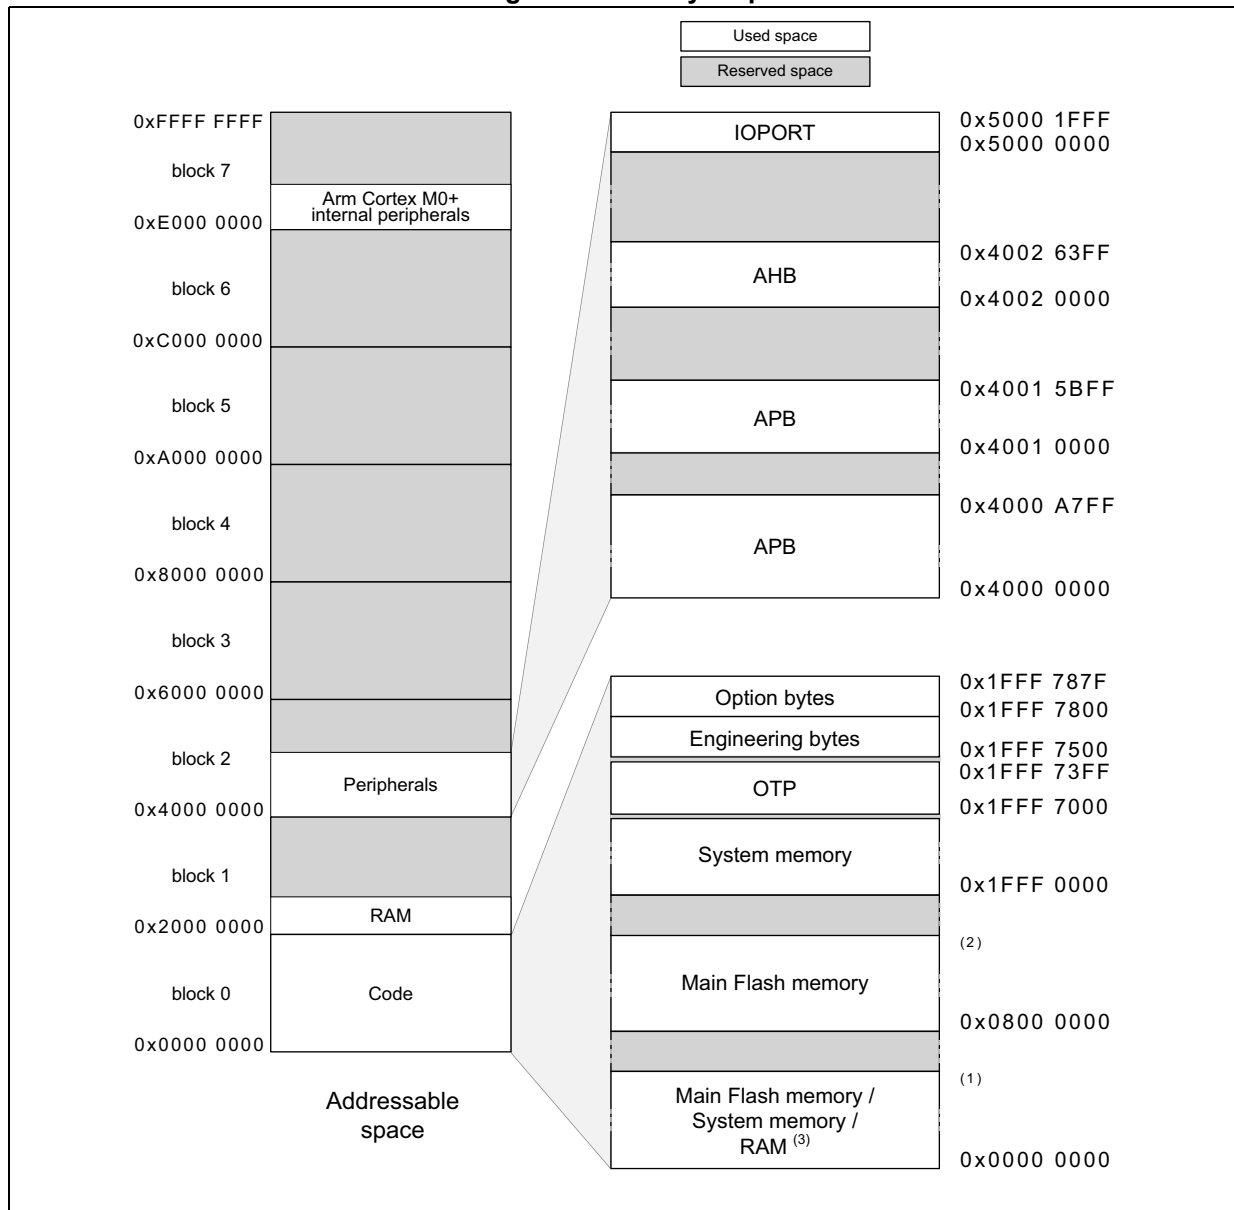 Used space
Reserved space
0xFFFF FFFF
block 7
Arm Cortex M0+
internal peripherals
0xE000 0000
block 6
0xC000 0000
block 5
0xA000 0000
block 4
0x8000 0000
block 3
0x6000 0000
block 2
Peripherals
0x4000 0000
block 1
RAM
0x2000 0000
block 0
Code
0x0000 0000
Addressable
space
IOPORT
0x5000 1FFF
0x5000 0000
AHB
0x4002 63FF
0x4002 0000
APB
0x4001 5BFF
0x4001 0000
APB
0x4000 A7FF
0x4000 0000
Option bytes
0x1FFF 787F
0x1FFF 7800
Engineering bytes
0x1FFF 7500
0x1FFF 73FF
OTP
0x1FFF 7000
System memory
0x1FFF 0000
(2)
Main Flash memory
0x0800 0000
(1)
Main Flash memory /
System memory /
RAM (3)
0x0000 0000